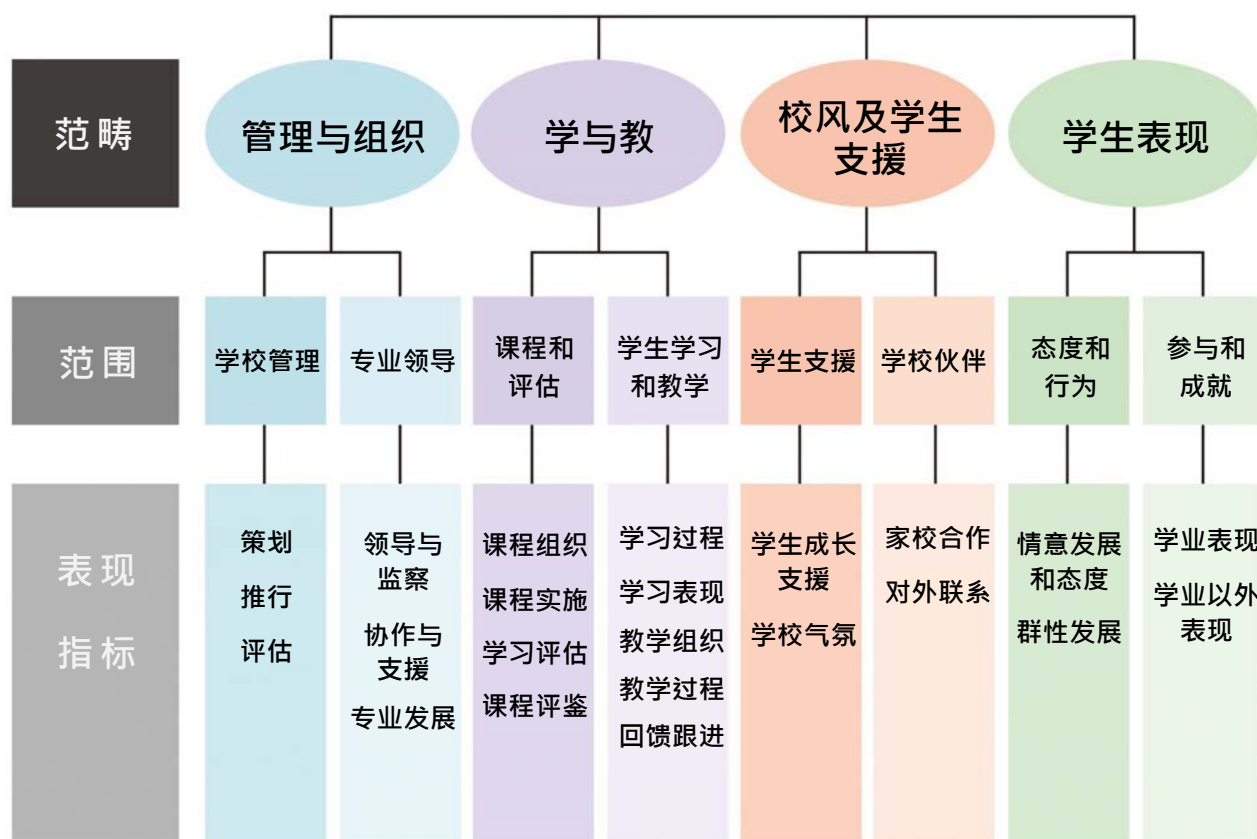 范畴
管理与组织
学与教
校风及学生
支援
学生表现
范围
学校管理
专业领导
课程和
评估
学生学习
和教学
学生支援
学校伙伴
态度和
行为
参与和
成就
表现
指标
策划
推行
评估
领导与
监察
协作与
支援
专业发展
课程组织
课程实施
学习评估
课程评鉴
学习过程
学习表现
教学组织
教学过程
回馈跟进
学生成长
支援
学校气氛
家校合作
对外联系
情意发展
和态度
群性发展
学业表现
学业以外
表现